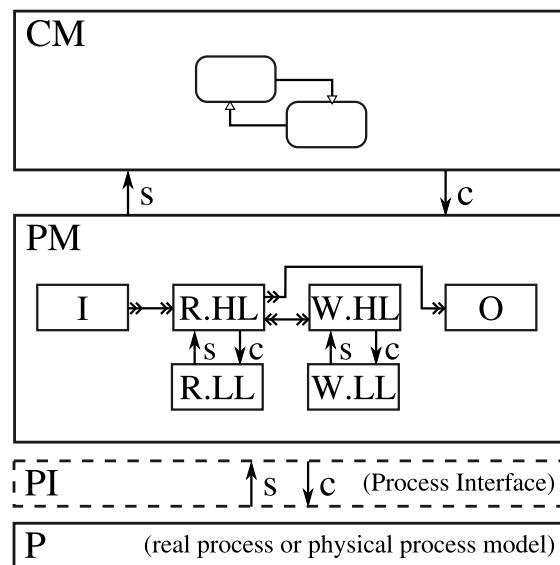 CM
s c
PM
I R.HL W.HL O
s c s c
R.LL W.LL
PI s c (Process Interface)
P (real process or physical process model)